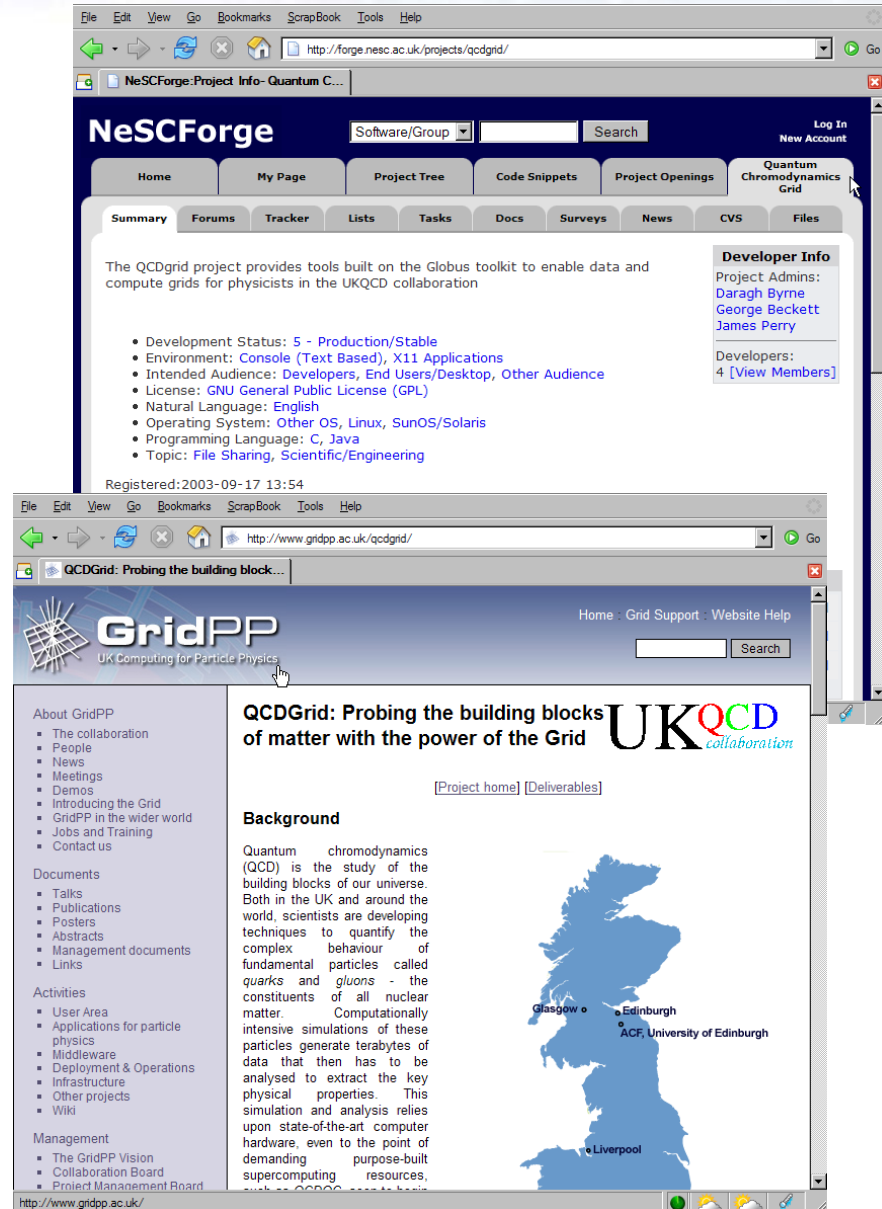 File Edit View Go Bookmarks ScrapBook Tools Help
http://forge.nesc.ac.uk/projects/qcdgrid/ Go
NeSCForge:Project Info- Quantum C...
NeSCForge Software/Group Search
Log In
New Account
Home My Page Project Tree Code Snippets Project Openings Quantum Chromodynamics Grid
Summary Forums Tracker Lists Tasks Docs Surveys News CVS Files
The QCDgrid project provides tools built on the Globus toolkit to enable data and
compute grids for physicists in the UKQCD collaboration
• Development Status: 5 - Production/Stable
• Environment: Console (Text Based), X11 Applications
• Intended Audience: Developers, End Users/Desktop, Other Audience
• License: GNU General Public License (GPL)
• Natural Language: English
• Operating System: Other OS, Linux, SunOS/Solaris
• Programming Language: C, Java
• Topic: File Sharing, Scientific/Engineering
Registered:2003-09-17 13:54
Developer Info
Project Admins:
Daragh Byrne
George Beckett
James Perry
Developers:
4 [View Members]
File Edit View Go Bookmarks ScrapBook Tools Help
http://www.gridpp.ac.uk/qcdgrid/ Go
QCDGrid: Probing the building block...
GridPP
UK Computing for Particle Physics
Home : Grid Support : Website Help
Search
About GridPP
The collaboration
People
News
Meetings
Demos
Introducing the Grid
GridPP in the wider world
Jobs and Training
Contact us
Documents
Talks
Publications
Posters
Abstracts
Management documents
Links
Activities
User Area
Applications for particle
physics
Middleware
Deployment & Operations
Infrastructure
Other projects
Wiki
Management
The GridPP Vision
Collaboration Board
Project Management Board
QCDGrid: Probing the building blocks
of matter with the power of the Grid
UKQCD
collaboration
[Project home] [Deliverables]
Background
Quantum chromodynamics
(QCD) is the study of the
building blocks of our universe.
Both in the UK and around the
world, scientists are developing
techniques to quantify the
complex behaviour of
fundamental particles called
quarks and gluons - the
constituents of all nuclear
matter. Computationally
intensive simulations of these
particles generate terabytes of
data that then has to be
analysed to extract the key
physical properties. This
simulation and analysis relies
upon state-of-the-art computer
hardware, even to the point of
demanding purpose-built
supercomputing resources,
Glasgow
Edinburgh
ACF, University of Edinburgh
Liverpool
http://www.gridpp.ac.uk/